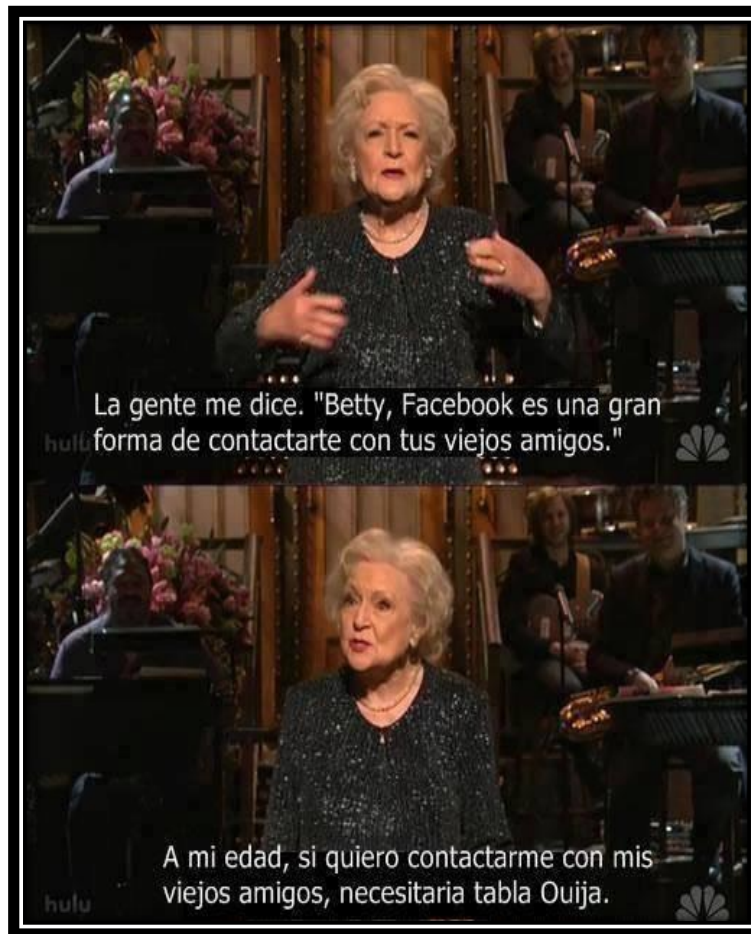 La gente me dice. "Betty, Facebook es una gran
hulu forma de contactarte con tus viejos amigos."
A mi edad, si quiero contactarme con mis
viejos amigos, necesitaria tabla Ouija.
hulu